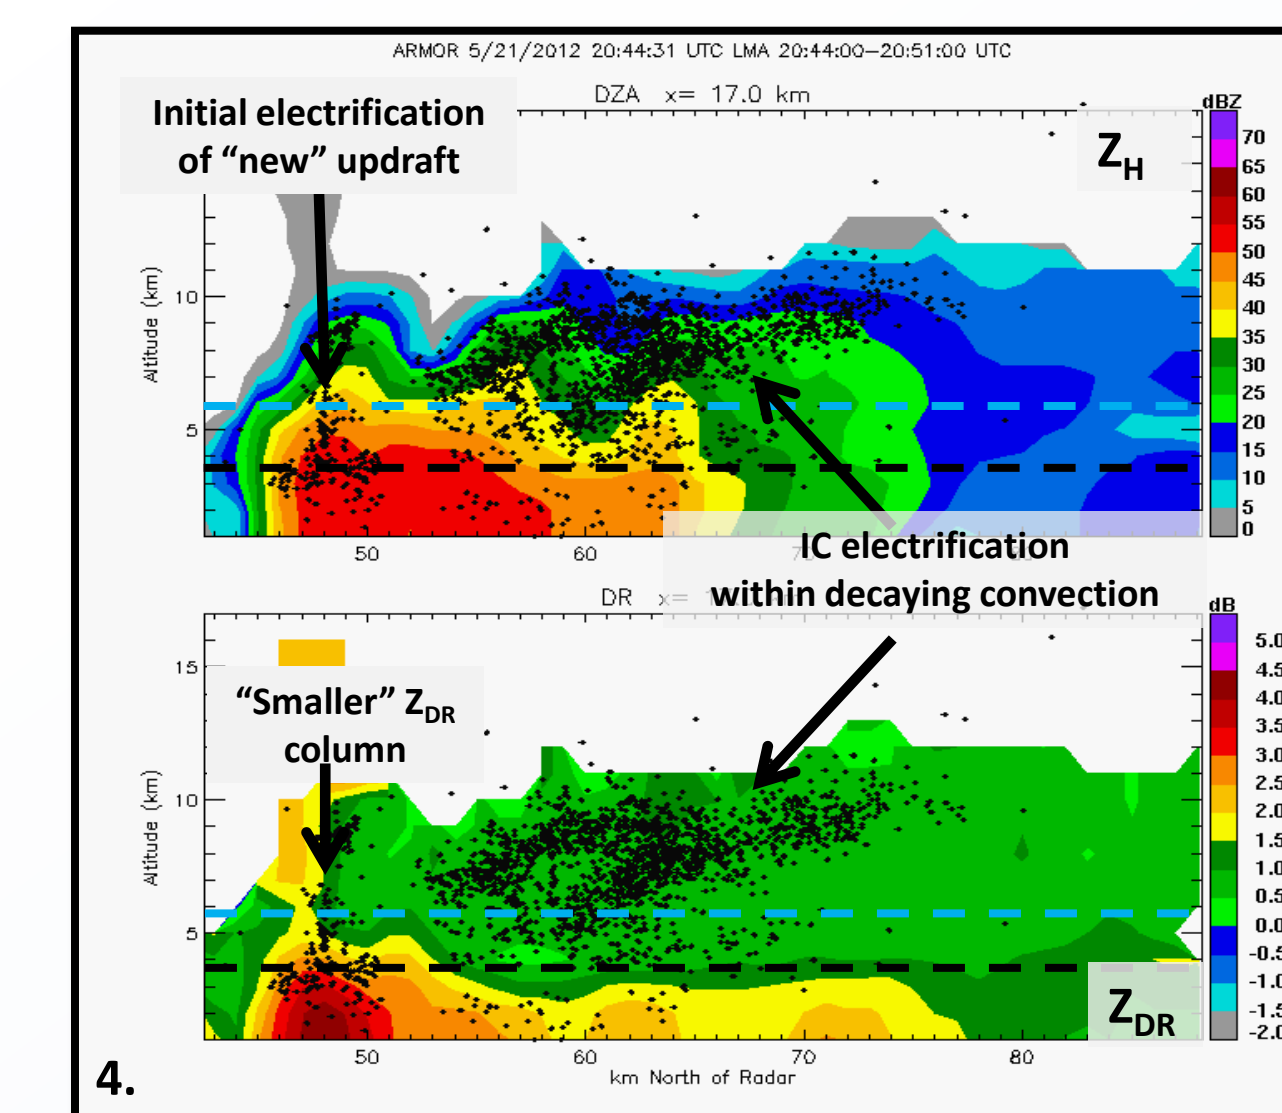 ARMOR 5/21/2012 20:44:31 UTC LMA 20:44:00-20:51:00 UTC
DZA x= 17.0 km
Initial electrification
of “new” updraft
Z_H
dBZ
70
65
60
55
50
45
40
35
30
25
20
15
10
5
0
Altitude (km)
10
5
50
60
IC electrification
within decaying convection
DR x=
dB
5.0
4.5
4.0
3.5
3.0
2.5
2.0
1.5
1.0
0.5
0.0
-0.5
-1.0
-1.5
-2.0
“Smaller” Z_DR
column
Altitude (km)
15
10
5
Z_DR
50
60
70
80
km North of Radar
4.